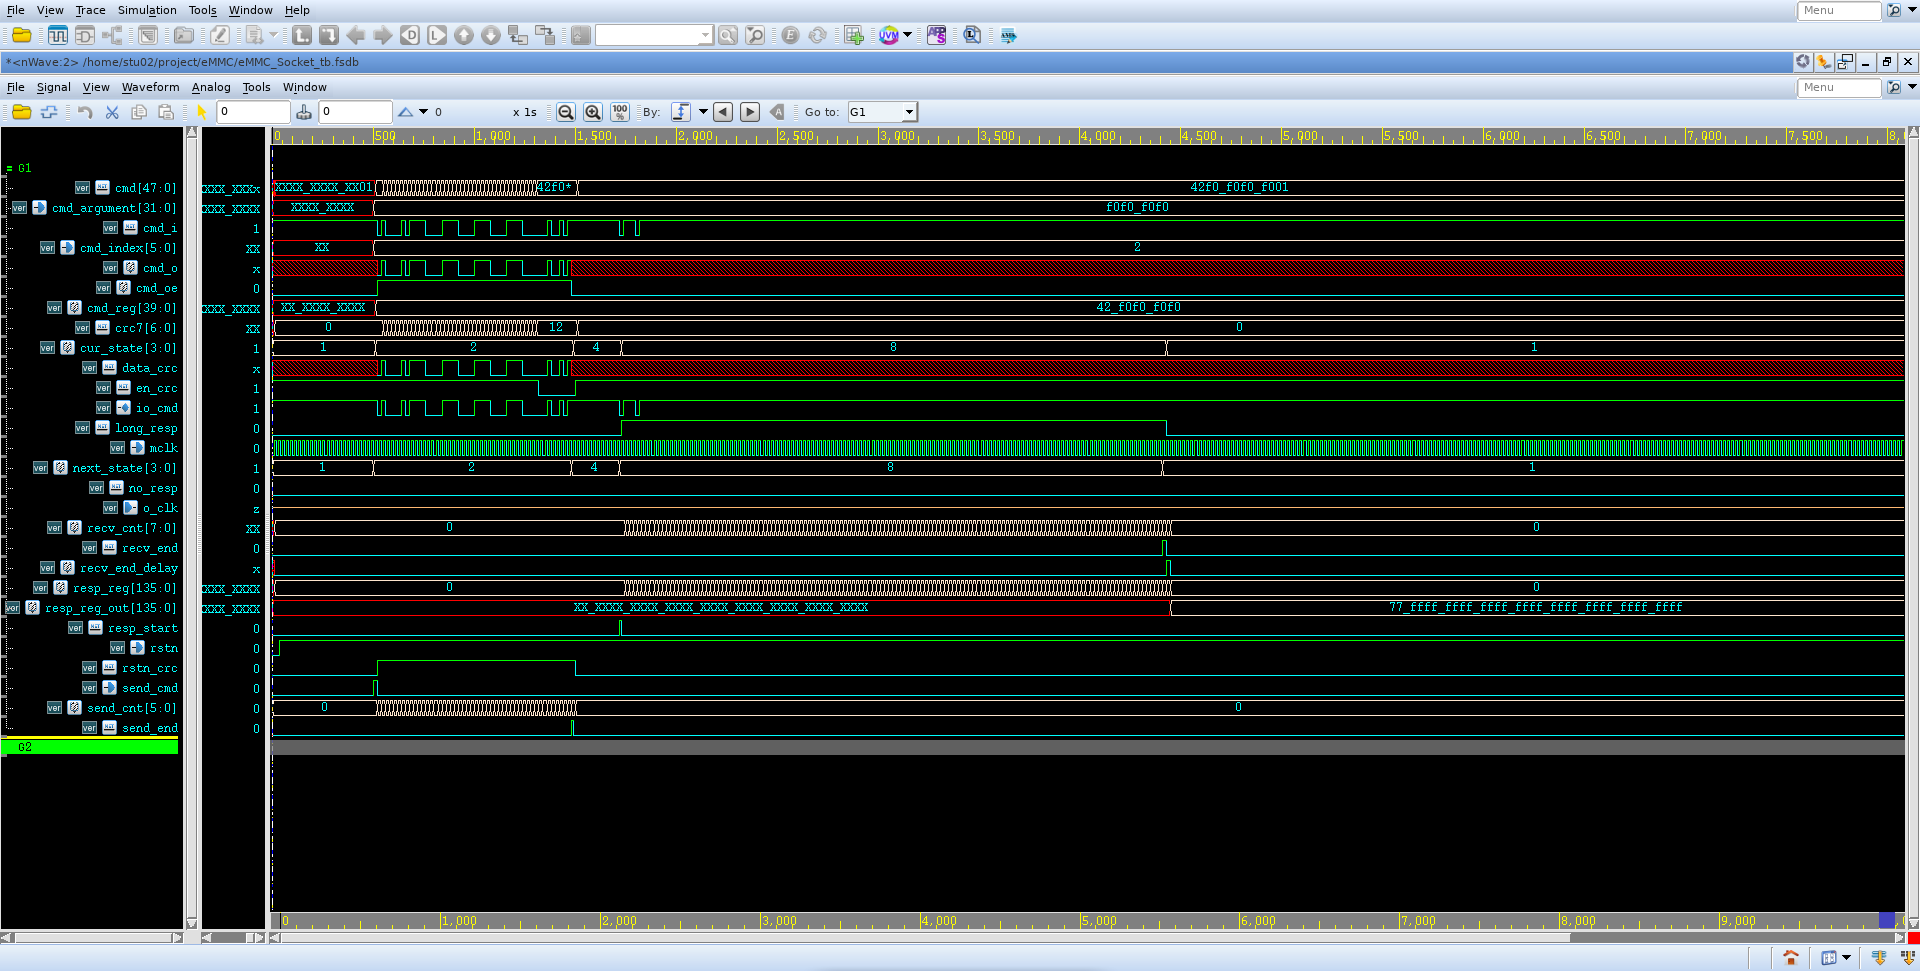 File View Trace Simulation Tools Window Help Menu
*<nWave:2> /home/stu02/project/eMMC/eMMC_Socket_tb.fsdb
File Signal View Waveform Analog Tools Window Menu
0 0 0 x 1s 100 % By: Go to: G1
0 500 1,000 1,500 2,000 2,500 3,000 3,500 4,000 4,500 5,000 5,500 6,000 6,500 7,000 7,500
G1
cmd[47:0] XXX_XXXx XXXX_XXXX_XX01 42f0* 42f0_f0f0_f001
cmd_argument[31:0] XXX_XXXX XXXX_XXXX f0f0_f0f0
cmd_i 1
cmd_index[5:0] XX XX 2
cmd_o x
cmd_oe 0
cmd_reg[39:0] XXX_XXXX XX_XXXX_XXXX 42_f0f0_f0f0
crc7[6:0] XX 0 12 0
cur_state[3:0] 1 1 2 4 8 1
data_crc x
en_crc 1
io_cmd 1
long_resp 0
mclk 0
next_state[3:0] 1 1 2 4 8 1
no_resp 0
o_clk z
recv_cnt[7:0] XX 0 0
recv_end 0
recv_end_delay x
resp_reg[135:0] XXX_XXXX 0 0
resp_reg_out[135:0] XXX_XXXX XX_XXXX_XXXX_XXXX_XXXX_XXXX_XXXX_XXXX_XXXX 77_ffff_ffff_ffff_ffff_ffff_ffff_ffff_ffff
resp_start 0
rstn 0
rstn_crc 0
send_cmd 0
send_cnt[5:0] 0 0 0
send_end 0
G2
0 1,000 2,000 3,000 4,000 5,000 6,000 7,000 8,000 9,000